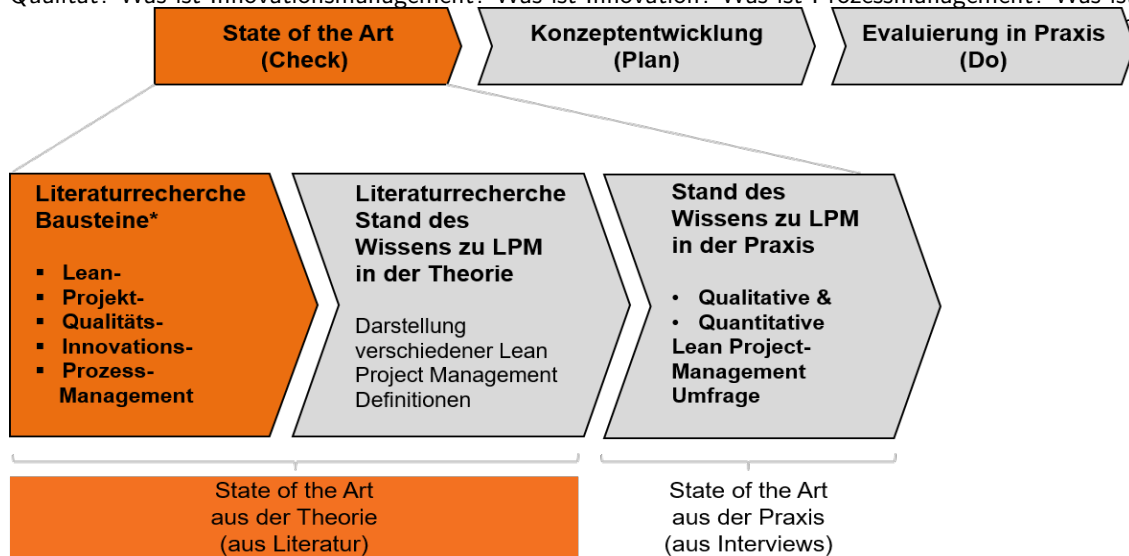 Qualität? Was ist Innovationsmanagement? Was ist Innovation? Was ist Prozessmanagement? Was ist
State of the Art
(Check)
Konzeptentwicklung
(Plan)
Evaluierung in Praxis
(Do)
Literaturrecherche
Bausteine*
▪ Lean-
▪ Projekt-
▪ Qualitäts-
▪ Innovations-
▪ Prozess-
Management
Literaturrecherche
Stand des
Wissens zu LPM
in der Theorie
Darstellung
verschiedener Lean
Project Management
Definitionen
Stand des
Wissens zu LPM
in der Praxis
• Qualitative &
• Quantitative
Lean Project-
Management
Umfrage
State of the Art
aus der Theorie
(aus Literatur)
State of the Art
aus der Praxis
(aus Interviews)